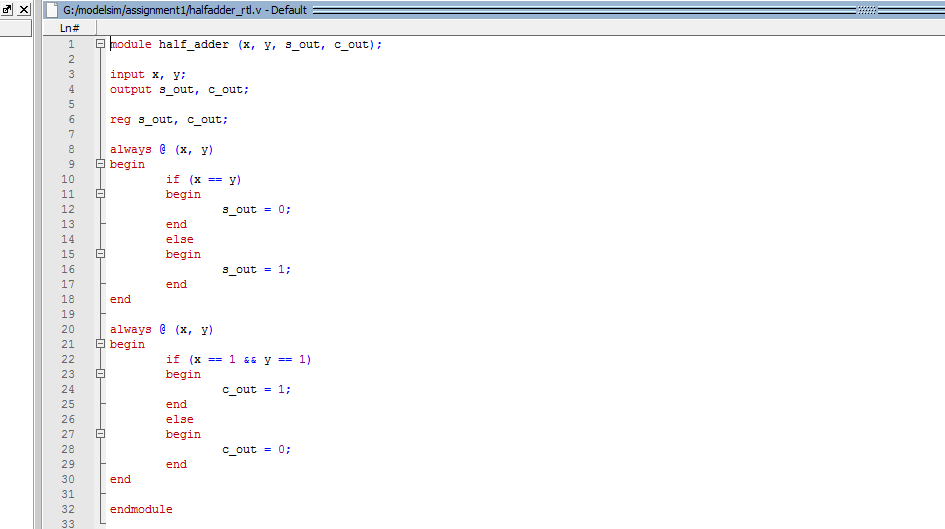 G:/modelsim/assignment1/halfadder_rtl.v - Default
Ln#
1 module half_adder (x, y, s_out, c_out);
2
3 input x, y;
4 output s_out, c_out;
5
6 reg s_out, c_out;
7
8 always @ (x, y)
9 begin
10 if (x == y)
11 begin
12 s_out = 0;
13 end
14 else
15 begin
16 s_out = 1;
17 end
18 end
19
20 always @ (x, y)
21 begin
22 if (x == 1 && y == 1)
23 begin
24 c_out = 1;
25 end
26 else
27 begin
28 c_out = 0;
29 end
30 end
31
32 endmodule
33